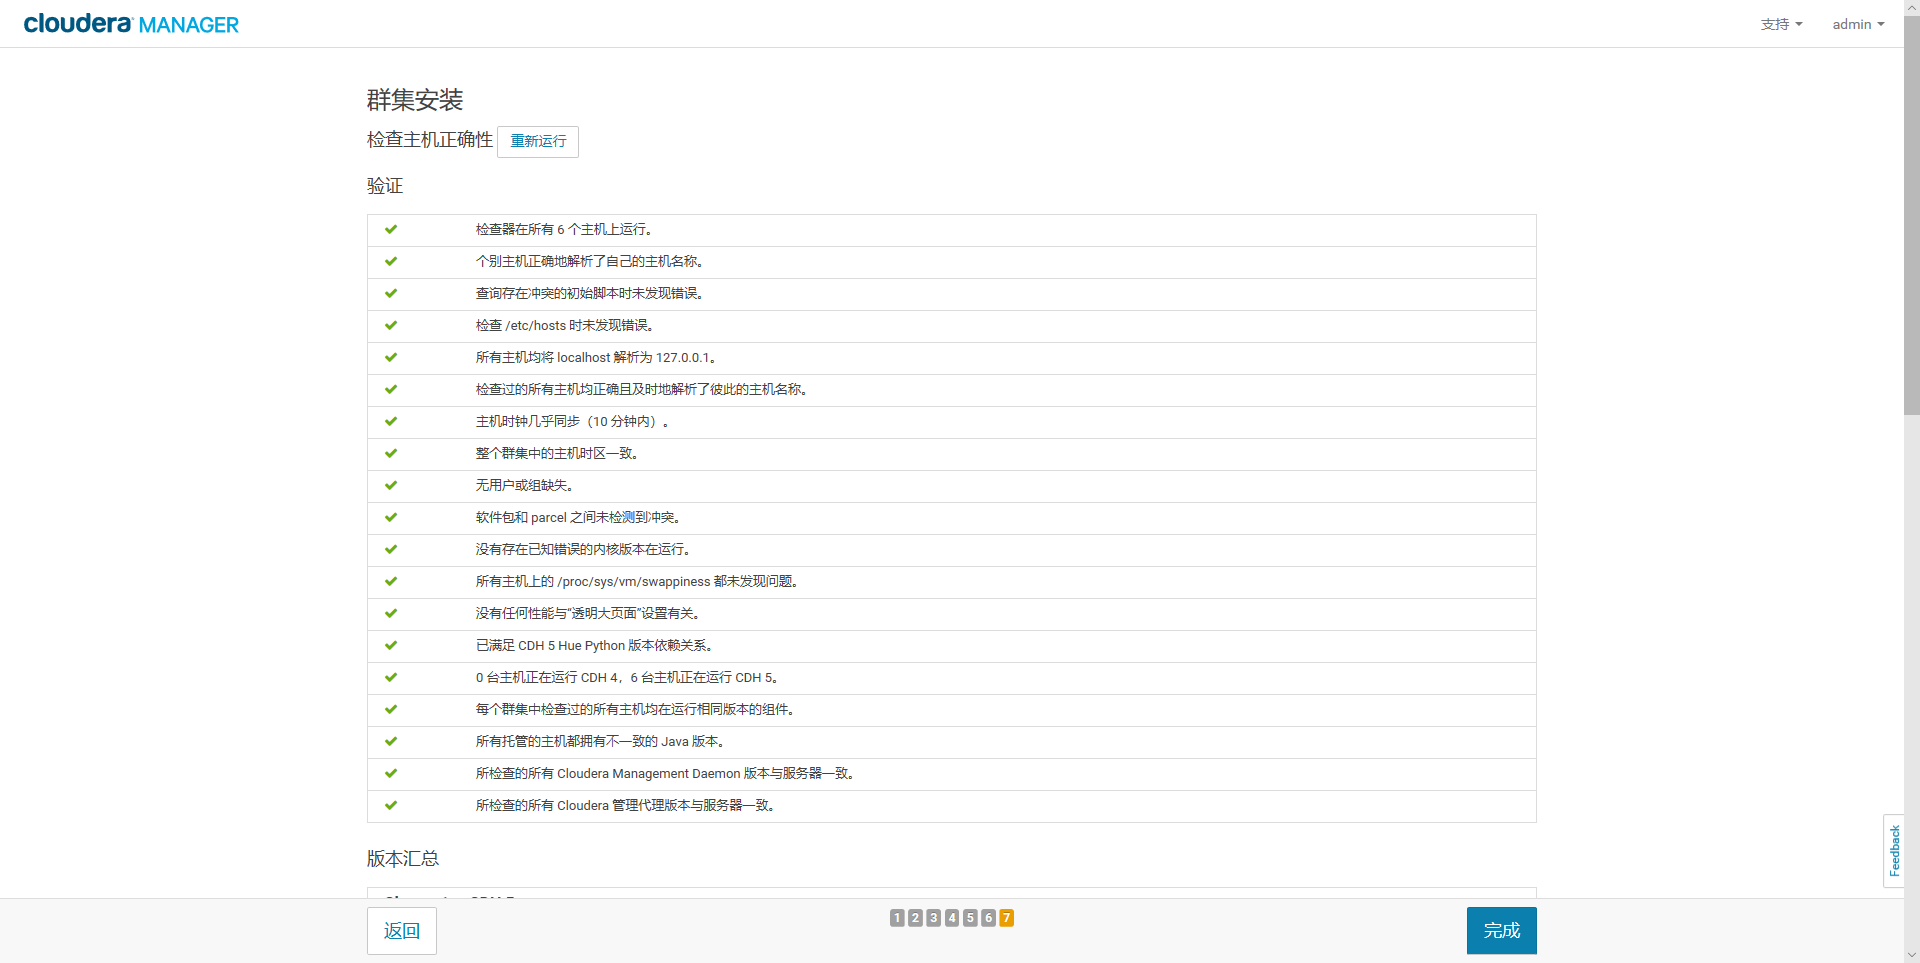 cloudera MANAGER
支持
admin
群集安装
检查主机正确性 重新运行
验证
检查器在所有 6 个主机上运行。
个别主机正确地解析了自己的主机名称。
查询存在冲突的初始脚本时未发现错误。
检查 /etc/hosts 时未发现错误。
所有主机均将 localhost 解析为 127.0.0.1。
检查过的所有主机均正确且及时地解析了彼此的主机名称。
主机时钟几乎同步（10 分钟内）。
整个群集中的主机时区一致。
无用户或组缺失。
软件包和 parcel 之间未检测到冲突。
没有存在已知错误的内核版本在运行。
所有主机上的 /proc/sys/vm/swappiness 都未发现问题。
没有任何性能与“透明大页面”设置有关。
已满足 CDH 5 Hue Python 版本依赖关系。
0 台主机正在运行 CDH 4，6 台主机正在运行 CDH 5。
每个群集中检查过的所有主机均在运行相同版本的组件。
所有托管的主机都拥有不一致的 Java 版本。
所检查的所有 Cloudera Management Daemon 版本与服务器一致。
所检查的所有 Cloudera 管理代理版本与服务器一致。
版本汇总
Feedback
返回
1 2 3 4 5 6 7
完成